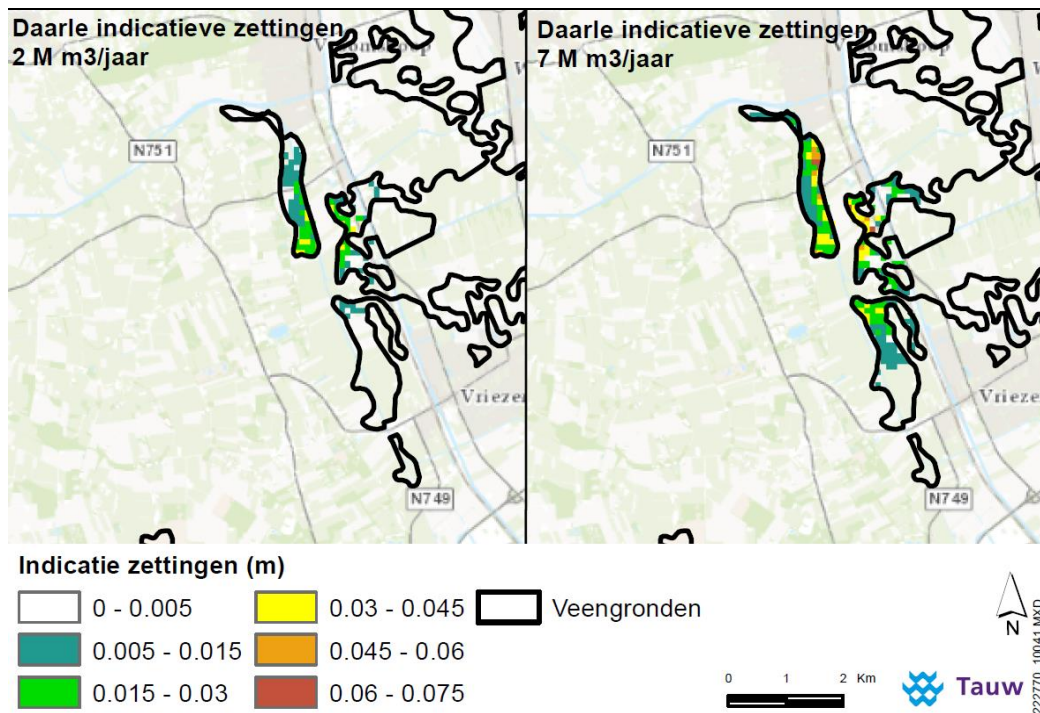 Daarle indicatieve zettingen
2 M m3/jaar
N751
Vriezen
N749
Daarle indicatieve zettingen
7 M m3/jaar
N751
Vriezen
N749
Indicatie zettingen (m)
0 - 0.005
0.005 - 0.015
0.015 - 0.03
0.03 - 0.045
0.045 - 0.06
0.06 - 0.075
Veengronden
0 1 2 Km
N
Tauw
222770_10041.MXD